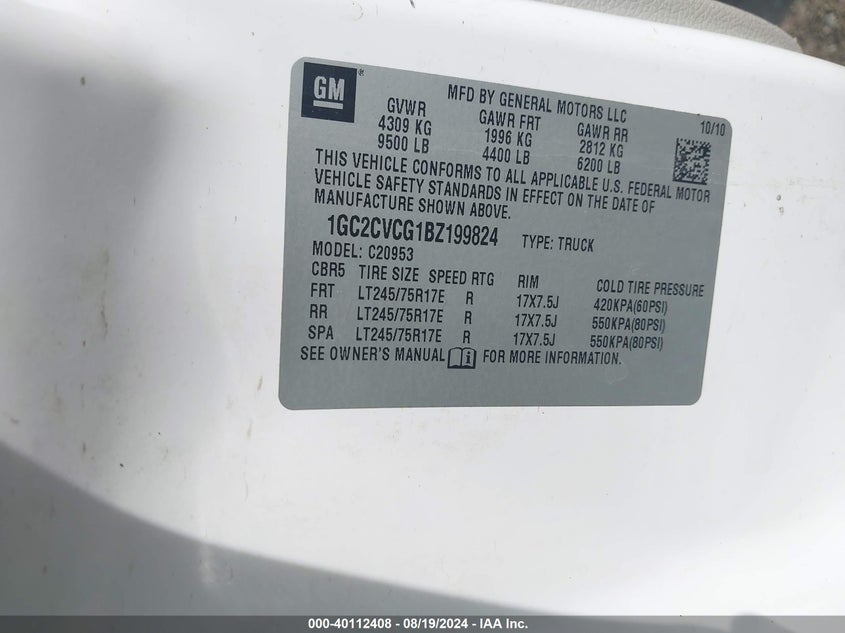 GM®
MFD BY GENERAL MOTORS LLC 10/10
GVWR GAWR FRT GAWR RR
4309 KG 1996 KG 2812 KG
9500 LB 4400 LB 6200 LB
THIS VEHICLE CONFORMS TO ALL APPLICABLE U.S. FEDERAL MOTOR
VEHICLE SAFETY STANDARDS IN EFFECT ON THE DATE OF
MANUFACTURE SHOWN ABOVE.
1GC2CVCG1BZ199824 TYPE: TRUCK
MODEL: C20953
CBR5 TIRE SIZE SPEED RTG RIM COLD TIRE PRESSURE
FRT LT245/75R17E R 17X7.5J 420KPA(60PSI)
RR LT245/75R17E R 17X7.5J 550KPA(80PSI)
SPA LT245/75R17E R 17X7.5J 550KPA(80PSI)
SEE OWNER'S MANUAL i FOR MORE INFORMATION.
000-40112408 - 08/19/2024 - IAA Inc.